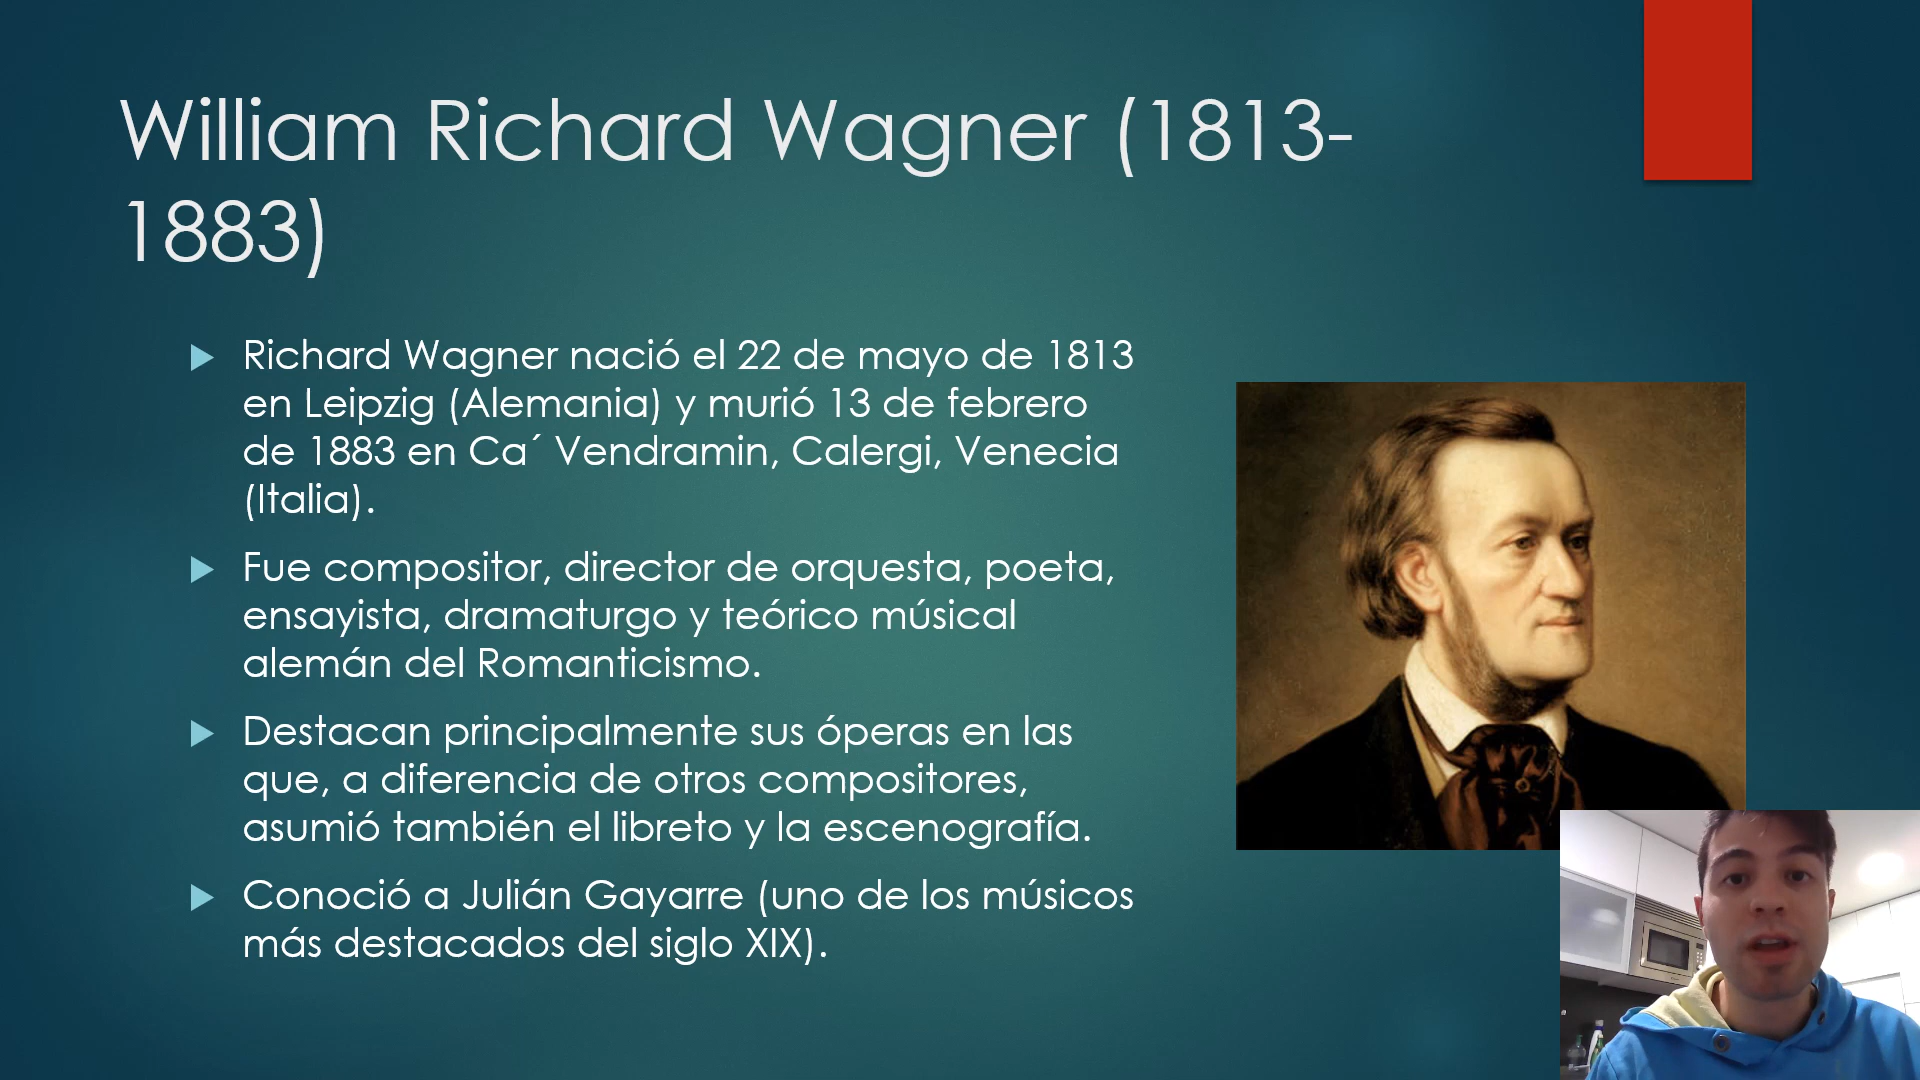 William Richard Wagner (1813-
1883)
Richard Wagner nació el 22 de mayo de 1813
en Leipzig (Alemania) y murió 13 de febrero
de 1883 en Ca´ Vendramin, Calergi, Venecia
(Italia).
Fue compositor, director de orquesta, poeta,
ensayista, dramaturgo y teórico músical
alemán del Romanticismo.
Destacan principalmente sus óperas en las
que, a diferencia de otros compositores,
asumió también el libreto y la escenografía.
Conoció a Julián Gayarre (uno de los músicos
más destacados del siglo XIX).